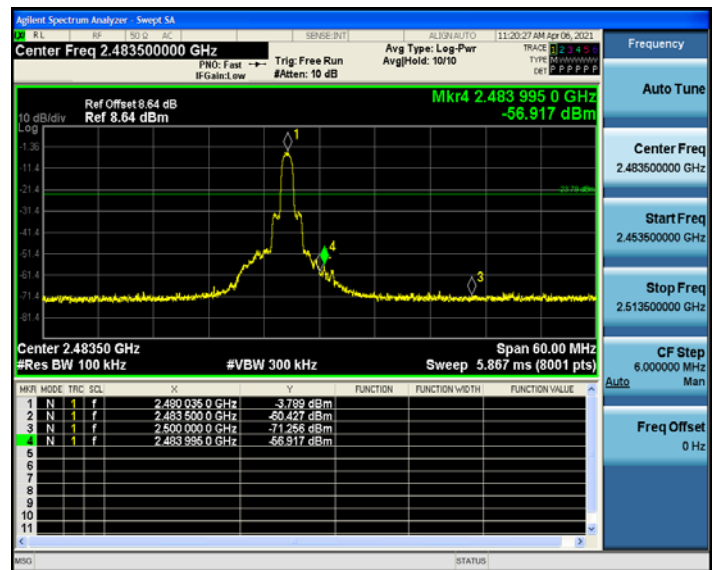 Agilent Spectrum Analyzer - Swept SA
RL RF 50 Ω AC SENSE:INT ALIGNAUTO 11:20:27 AM Apr 06, 2021
Center Freq 2.483500000 GHz
PNO: Fast
IFGain:Low
Trig: Free Run
#Atten: 10 dB
Avg Type: Log-Pwr
Avg|Hold: 10/10
TRACE 1 2 3 4 5 6
TYPE M
DET P P P P P P
Ref Offset 8.64 dB
10 dB/div Ref 8.64 dBm
Mkr4 2.483 995 0 GHz
-56.917 dBm
Log
-1.36
-11.4
-21.4
-31.4
-41.4
-51.4
-61.4
-71.4
-81.4
-23.79 dBm
1
4
3
Center 2.48350 GHz Span 60.00 MHz
#Res BW 100 kHz #VBW 300 kHz Sweep 5.867 ms (8001 pts)
MKR MODE TRC SCL X Y FUNCTION FUNCTION WIDTH FUNCTION VALUE
1 N 1 f 2.480 035 0 GHz -3.799 dBm
2 N 1 f 2.483 500 0 GHz -60.427 dBm
3 N 1 f 2.500 000 0 GHz -71.256 dBm
4 N 1 f 2.483 995 0 GHz -56.917 dBm
5
6
7
8
9
10
11
MSG STATUS
Frequency
Auto Tune
Center Freq
2.483500000 GHz
Start Freq
2.453500000 GHz
Stop Freq
2.513500000 GHz
CF Step
6.000000 MHz
Auto Man
Freq Offset
0 Hz